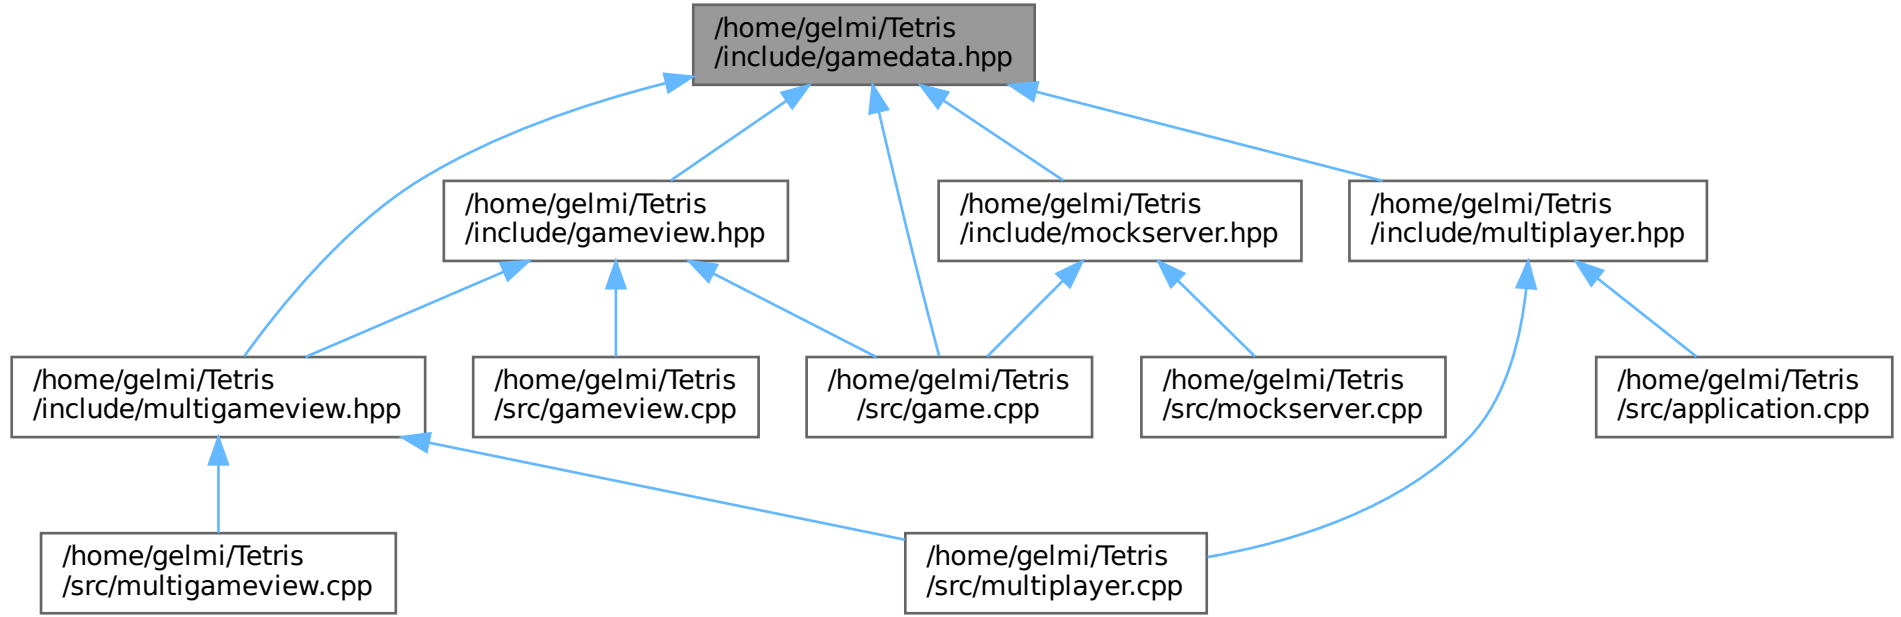 /home/gelmi/Tetris
/include/gamedata.hpp
/home/gelmi/Tetris
/include/gameview.hpp
/home/gelmi/Tetris
/include/mockserver.hpp
/home/gelmi/Tetris
/include/multiplayer.hpp
/home/gelmi/Tetris
/include/multigameview.hpp
/home/gelmi/Tetris
/src/gameview.cpp
/home/gelmi/Tetris
/src/game.cpp
/home/gelmi/Tetris
/src/mockserver.cpp
/home/gelmi/Tetris
/src/application.cpp
/home/gelmi/Tetris
/src/multigameview.cpp
/home/gelmi/Tetris
/src/multiplayer.cpp